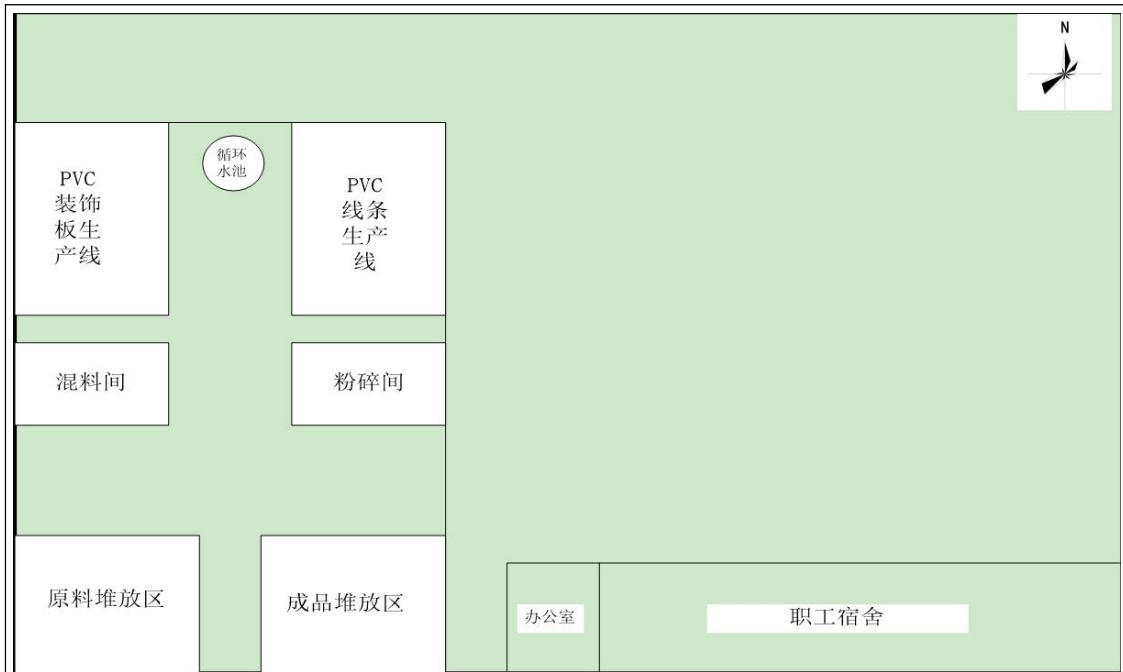 N
循环
水池
PVC
装饰
板生
产线
PVC
线条
生产
线
混料间
粉碎间
原料堆放区
成品堆放区
办公室
职工宿舍